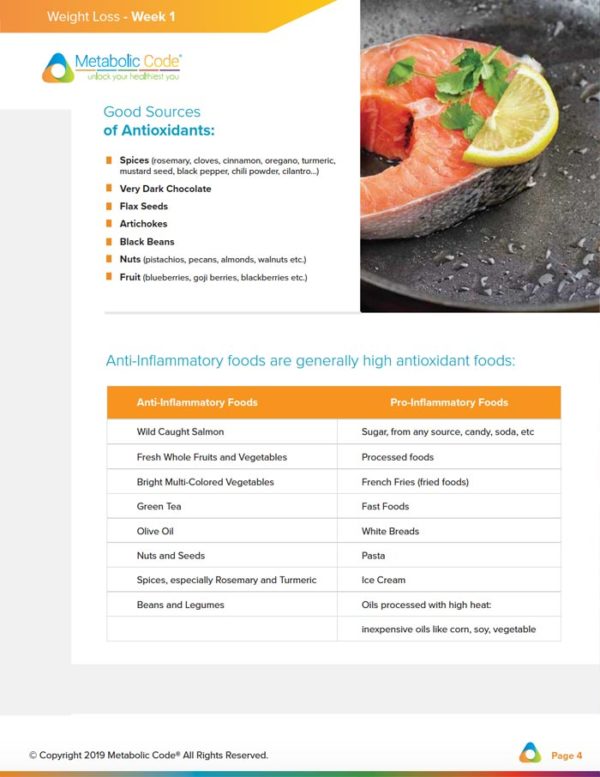 Weight Loss - Week 1
Metabolic Code®
unlock your healthiest you
Good Sources
of Antioxidants:
Spices (rosemary, cloves, cinnamon, oregano, turmeric,
mustard seed, black pepper, chili powder, cilantro...)
Very Dark Chocolate
Flax Seeds
Artichokes
Black Beans
Nuts (pistachios, pecans, almonds, walnuts etc.)
Fruit (blueberries, goji berries, blackberries etc.)
Anti-Inflammatory foods are generally high antioxidant foods:
Anti-Inflammatory Foods Pro-Inflammatory Foods
Wild Caught Salmon Sugar, from any source, candy, soda, etc
Fresh Whole Fruits and Vegetables Processed foods
Bright Multi-Colored Vegetables French Fries (fried foods)
Green Tea Fast Foods
Olive Oil White Breads
Nuts and Seeds Pasta
Spices, especially Rosemary and Turmeric Ice Cream
Beans and Legumes Oils processed with high heat:
inexpensive oils like corn, soy, vegetable
© Copyright 2019 Metabolic Code® All Rights Reserved.
Page 4